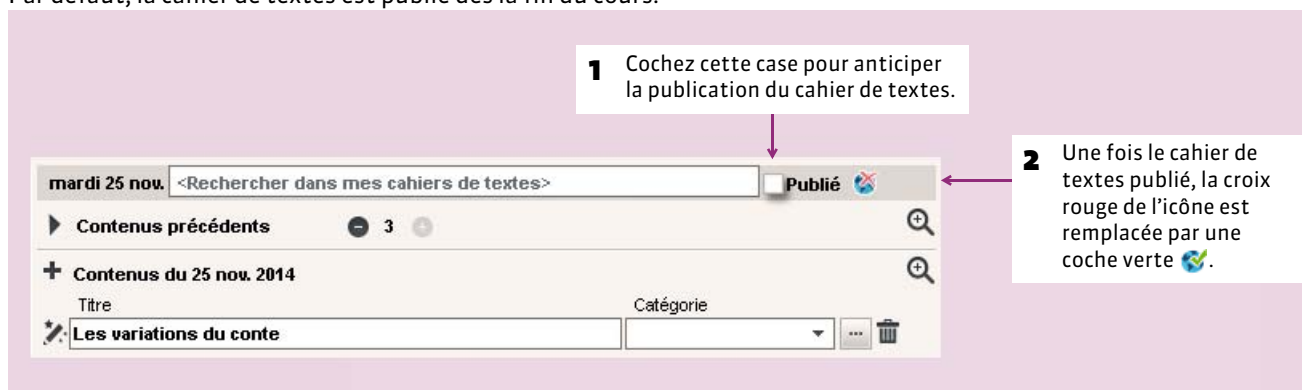 Par défaut, la cahier de textes est publié dès la fin du cours.
1 Cochez cette case pour anticiper
la publication du cahier de textes.
mardi 25 nov. <Rechercher dans mes cahiers de textes> Publié
Contenus précédents 3
Contenus du 25 nov. 2014
Titre Catégorie
Les variations du conte ...
2 Une fois le cahier de
textes publié, la croix
rouge de l'icône est
remplacée par une
coche verte .